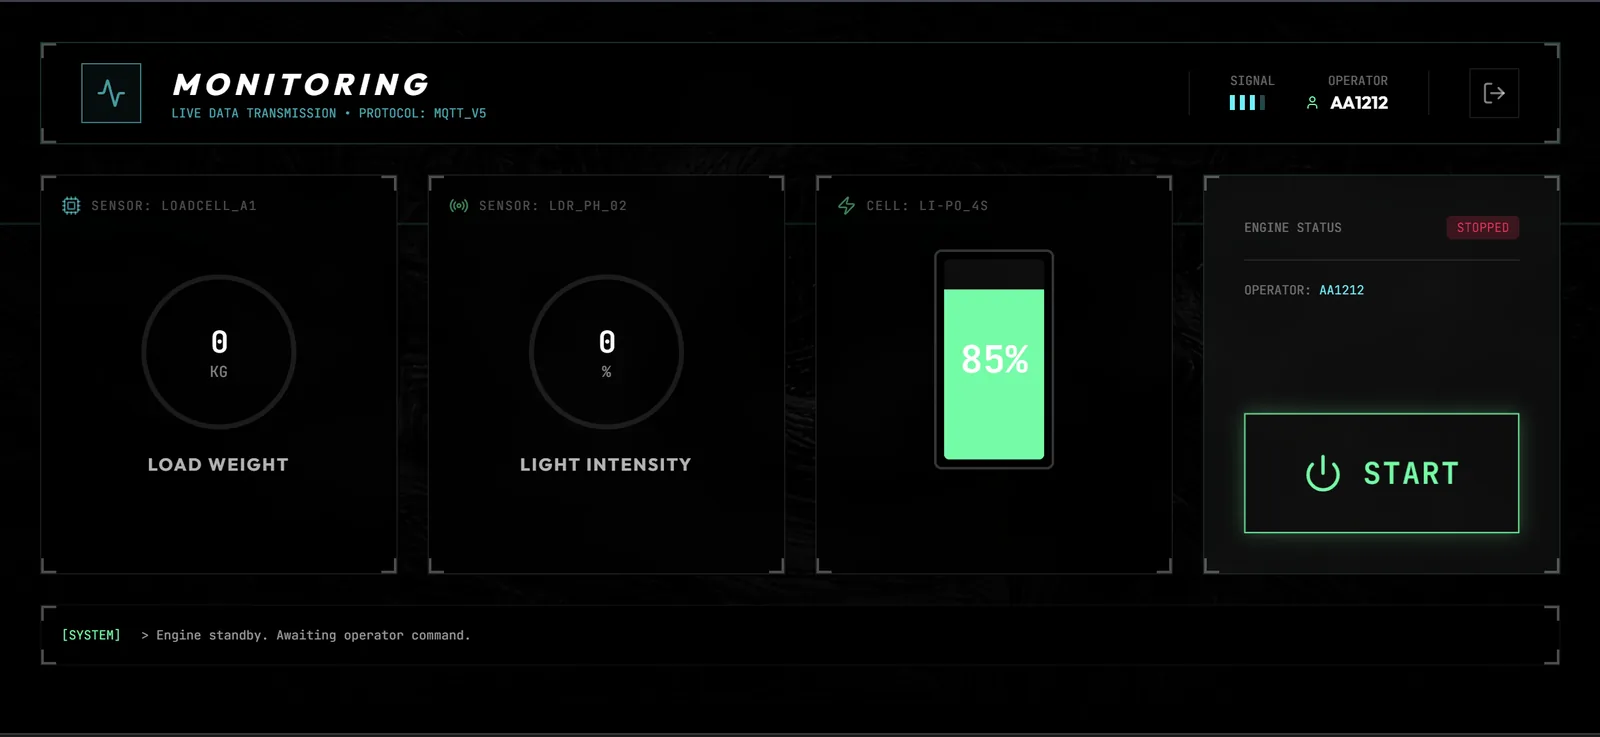 MONITORING
LIVE DATA TRANSMISSION • PROTOCOL: MQTT_V5
SIGNAL
OPERATOR
AA1212
SENSOR: LOADCELL_A1
0
KG
LOAD WEIGHT
SENSOR: LDR_PH_02
0
%
LIGHT INTENSITY
CELL: LI-PO_4S
85%
ENGINE STATUS
STOPPED
OPERATOR: AA1212
START
[SYSTEM] > Engine standby. Awaiting operator command.